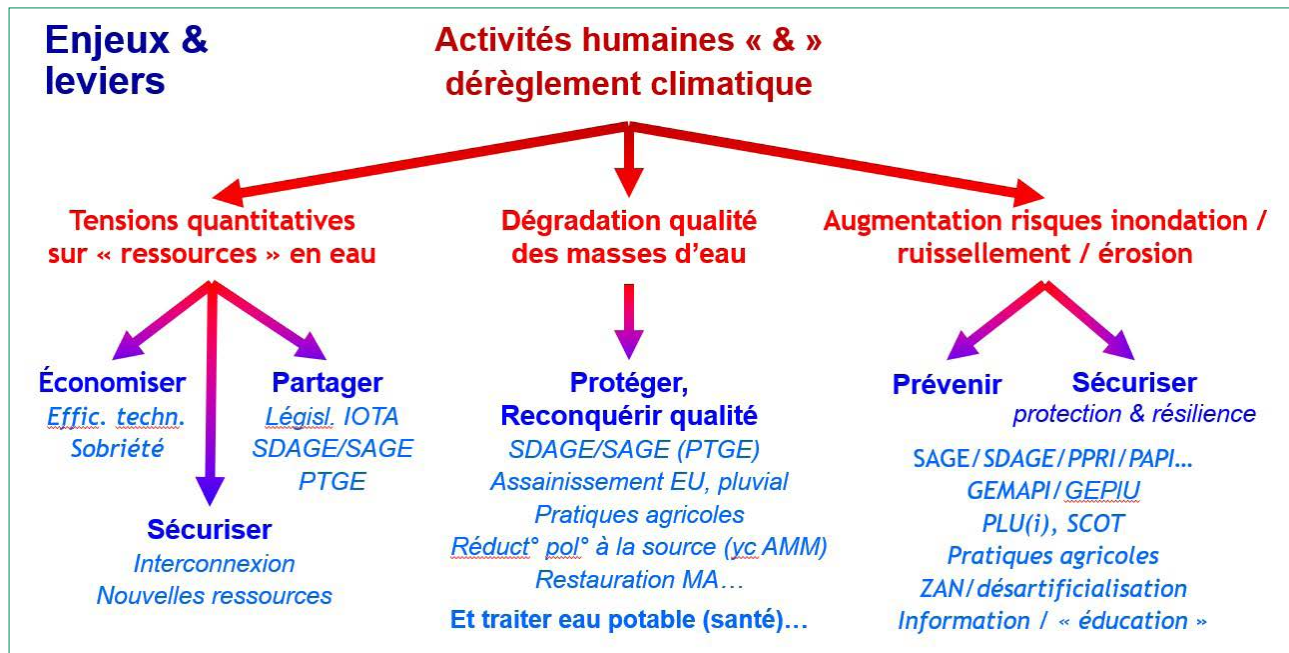 Enjeux &
leviers
Activités humaines « & »
dérèglement climatique
Tensions quantitatives
sur « ressources » en eau
Dégradation qualité
des masses d’eau
Augmentation risques inondation /
ruissellement / érosion
Économiser
Effic. techn.
Sobriété
Partager
Législ. IOTA
SDAGE/SAGE
PTGE
Sécuriser
Interconnexion
Nouvelles ressources
Protéger,
Reconquérir qualité
SDAGE/SAGE (PTGE)
Assainissement EU, pluvial
Pratiques agricoles
Réduct° pol° à la source (yc AMM)
Restauration MA…
Et traiter eau potable (santé)…
Prévenir
Sécuriser
protection & résilience
SAGE/SDAGE/PPRI/PAPI…
GEMAPI/GEPIU
PLU(i), SCOT
Pratiques agricoles
ZAN/désartificialisation
Information / « éducation »